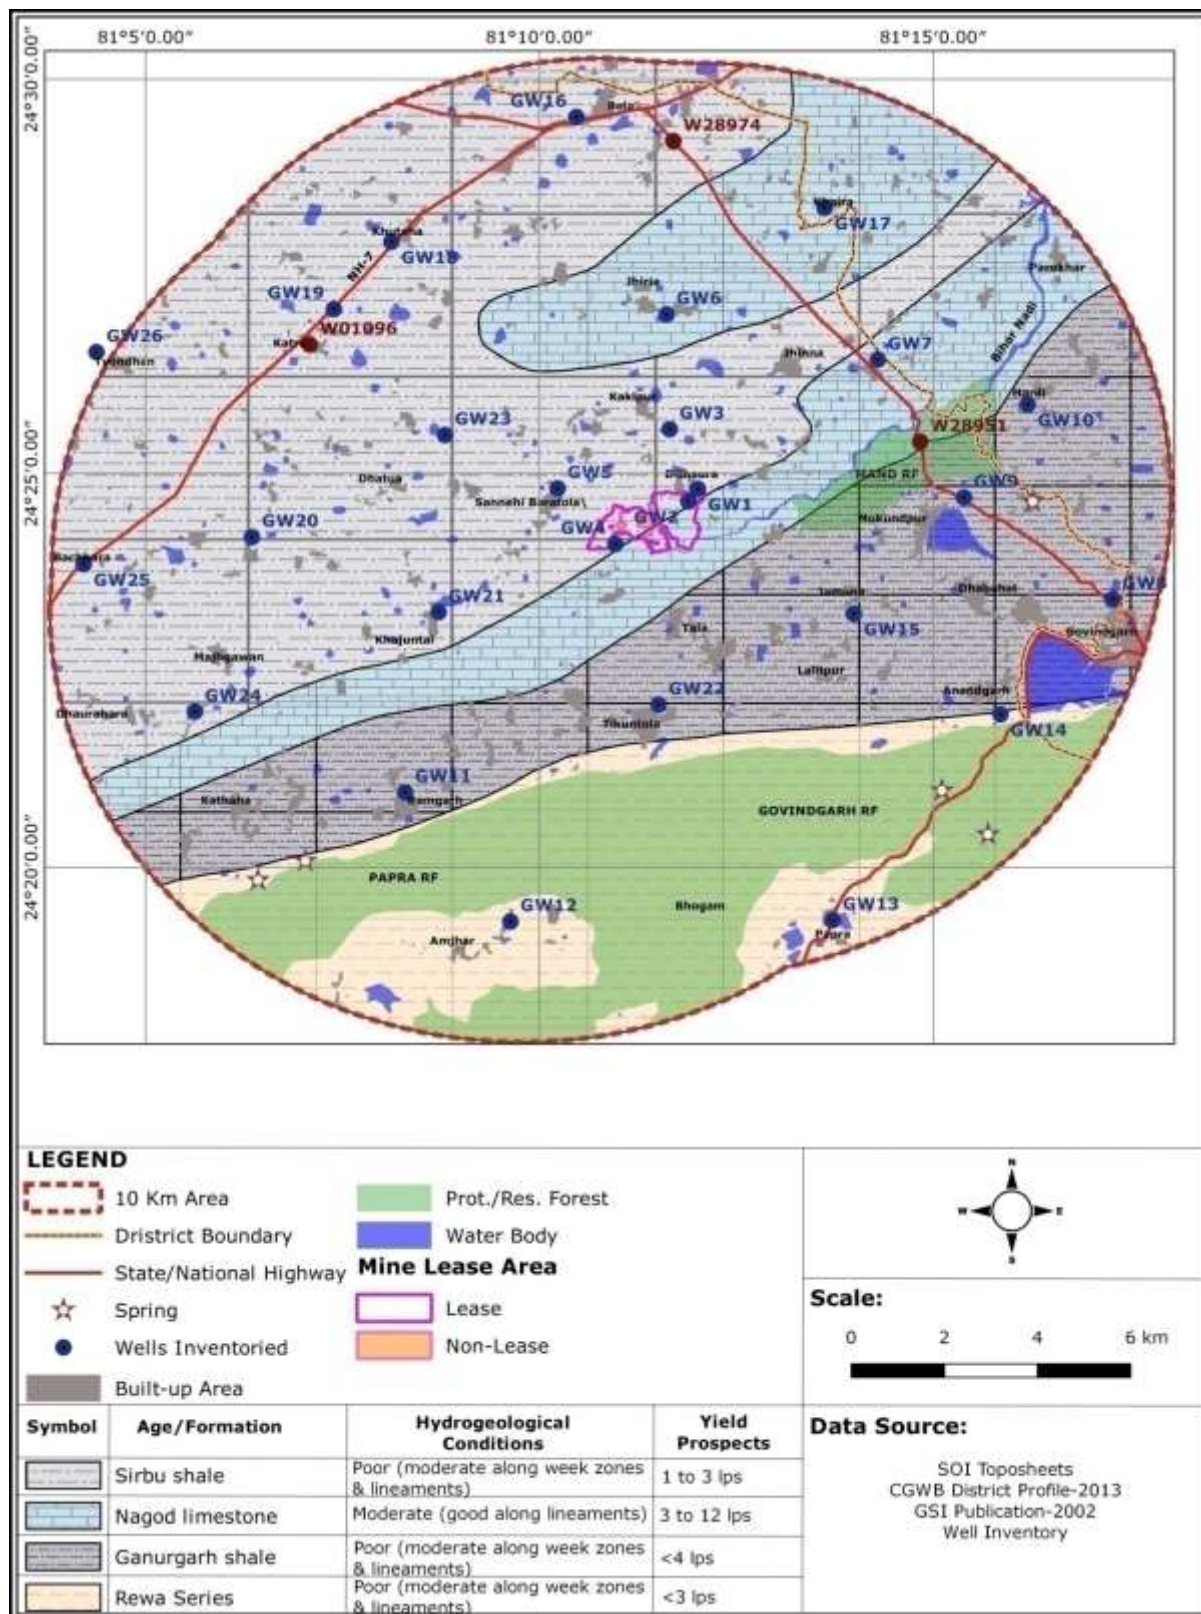 81°5'0.00" 81°10'0.00" 81°15'0.00"
24°30'0.00"
24°25'0.00"
24°20'0.00"
GW16
Bela
W28974
GW17
Khutaha
GW18
NH-7
GW19
W01096
Jhiria
GW6
Bihar Nadi
GW26
GW7
Jhinna
GW23
GW3
GW10
W28951
Dhalua
GW5
Sannehi Baratola\
HAND RF
GW9
GW1
GW2
GW4
Mukundpur
GW20
GW25
GW21
Khajuntai
GW8
Dhabahat
Govindgarh
GW15
Tala
Lalitpur
Anandgarh
Majhgawan
GW24
Dhaurahara
GW22
Tikuntola
GW14
GW11
Kathaha
Ramgarh
GOVINDGARH RF
PAPRA RF
GW12
Bhogam
GW13
Amjhar
Papra
LEGEND
10 Km Area
Dristrict Boundary
State/National Highway
Spring
Wells Inventoried
Built-up Area
Prot./Res. Forest
Water Body
Mine Lease Area
Lease
Non-Lease
N
W E
S
Scale:
0 2 4 6 km
Symbol Age/Formation Hydrogeological Conditions Yield Prospects
Sirbu shale Poor (moderate along week zones & lineaments) 1 to 3 lps
Nagod limestone Moderate (good along lineaments) 3 to 12 lps
Ganurgarh shale Poor (moderate along week zones & lineaments) <4 lps
Rewa Series Poor (moderate along week zones & lineaments) <3 lps
Data Source:
SOI Toposheets
CGWB District Profile-2013
GSI Publication-2002
Well Inventory